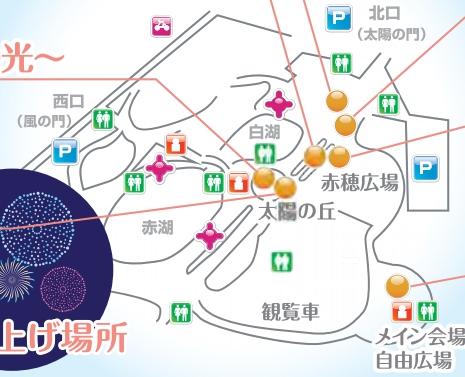 北口
(太陽の門)
光～
西口
(風の門)
P
P
P
白湖
赤穂広場
太陽の丘
赤湖
観覧車
上げ場所
メイン会場
自由広場